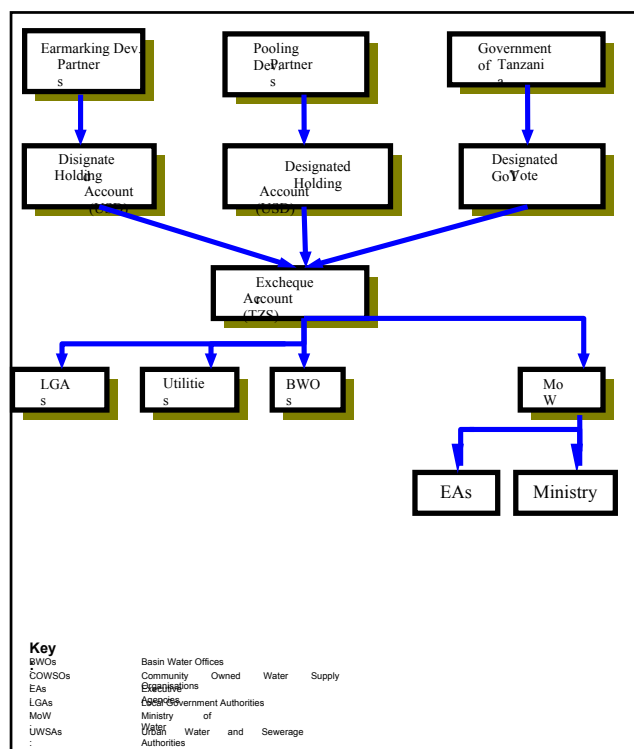 Earmarking Dev.
Partner
s
Pooling
Dev.
Partner
s
Government
of Tanzani
a
Disignate
d
Holding
Account
(USD)
Designated
Holding
Account
(USD)
Designated
GoT
Vote
Excheque
r
Account
(TZS)
LGA
s
Utilitie
s
BWO
s
Mo
W
EAs
Ministry
Key
:
BWOs Basin Water Offices
COWSOs Community Owned Water Supply
: Organisations
EAs Executive
: Agencies
LGAs Local Government Authorities
MoW Ministry of
: Water
UWSAs Urban Water and Sewerage
: Authorities